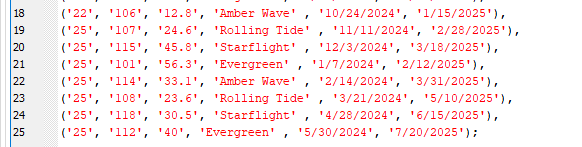 18 ('22', '106', '12.8', 'Amber Wave' , '10/24/2024', '1/15/2025'),
19 ('25', '107', '24.6', 'Rolling Tide' , '11/11/2024', '2/28/2025'),
20 ('25', '115', '45.8', 'Starflight' , '12/3/2024', '3/18/2025'),
21 ('25', '101', '56.3', 'Evergreen' , '1/7/2024', '2/12/2025'),
22 ('25', '114', '33.1', 'Amber Wave' , '2/14/2024', '3/31/2025'),
23 ('25', '108', '23.6', 'Rolling Tide' , '3/21/2024', '5/10/2025'),
24 ('25', '118', '30.5', 'Starflight' , '4/28/2024', '6/15/2025'),
25 ('25', '112', '40', 'Evergreen' , '5/30/2024', '7/20/2025');